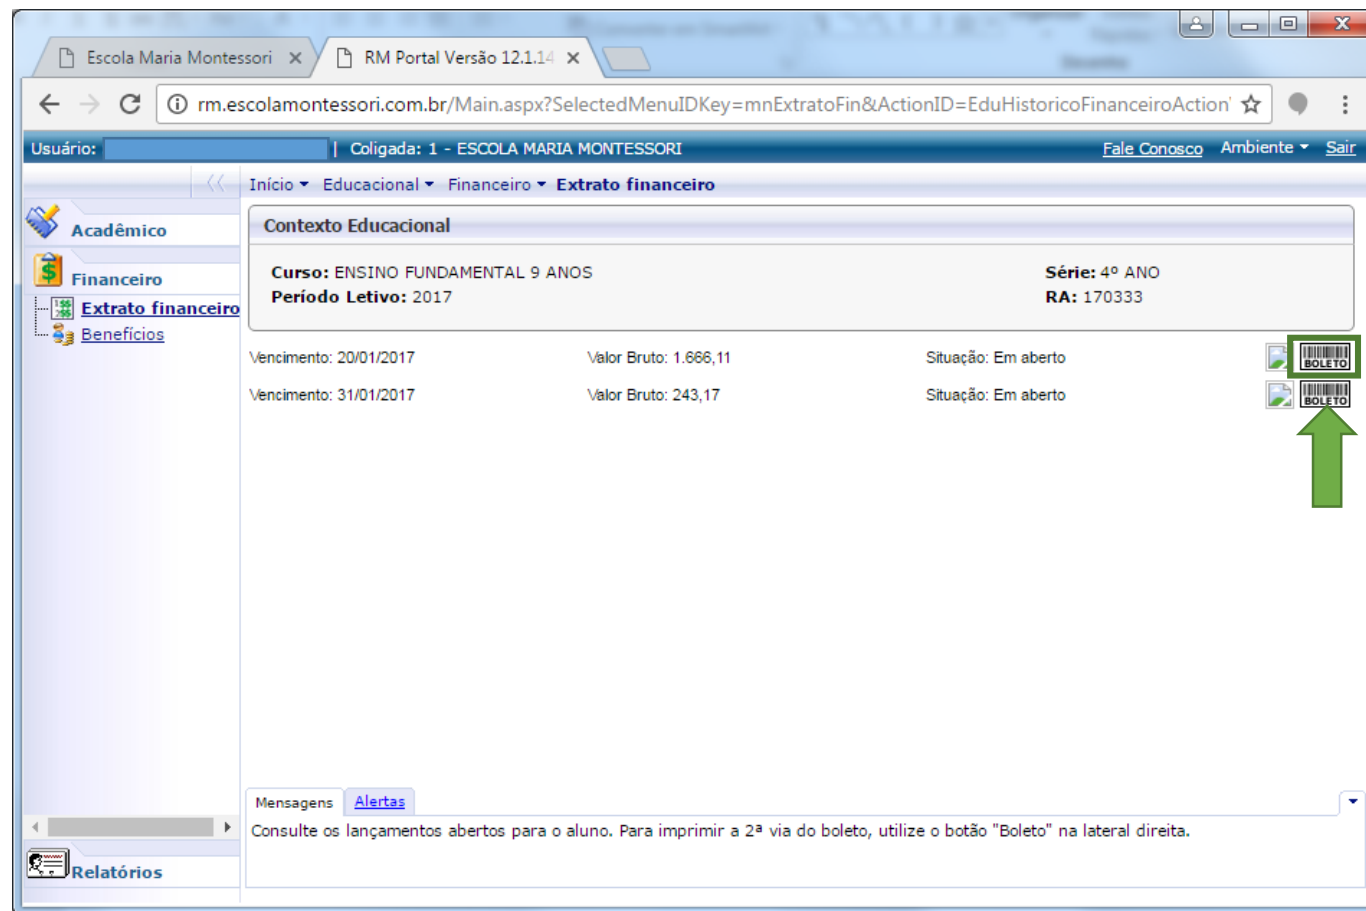 Escola Maria Montessori
RM Portal Versão 12.1.14
rm.escolamontessori.com.br/Main.aspx?SelectedMenuIDKey=mnExtratoFin&ActionID=EduHistoricoFinanceiroAction
Usuário: | Coligada: 1 - ESCOLA MARIA MONTESSORI Fale Conosco Ambiente Sair
Início Educacional Financeiro Extrato financeiro
Acadêmico
Financeiro
Extrato financeiro
Benefícios
Contexto Educacional
Curso: ENSINO FUNDAMENTAL 9 ANOS Série: 4º ANO
Período Letivo: 2017 RA: 170333
Vencimento: 20/01/2017 Valor Bruto: 1.666,11 Situação: Em aberto BOLETO
Vencimento: 31/01/2017 Valor Bruto: 243,17 Situação: Em aberto BOLETO
Mensagens Alertas
Consulte os lançamentos abertos para o aluno. Para imprimir a 2ª via do boleto, utilize o botão "Boleto" na lateral direita.
Relatórios